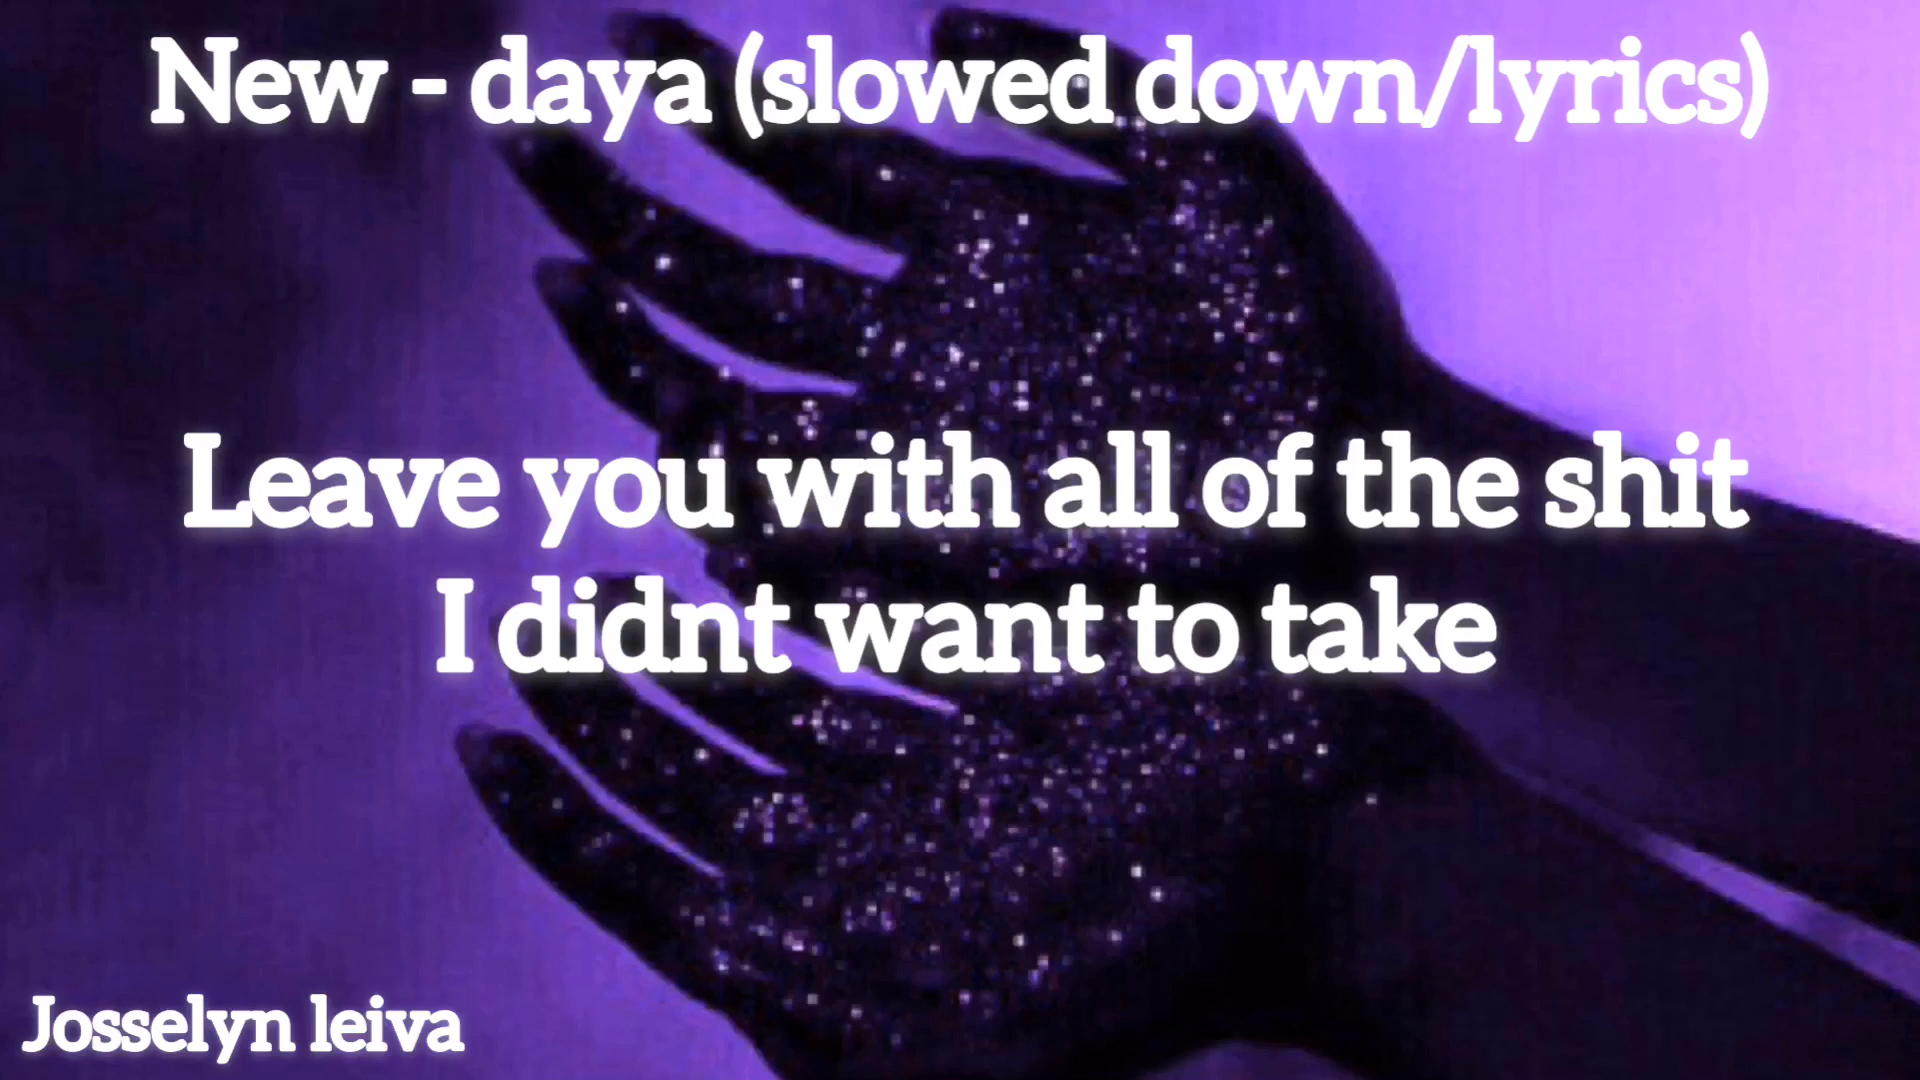 New - daya (slowed down/lyrics)
Leave you with all of the shit
I didnt want to take
Josselyn leiva